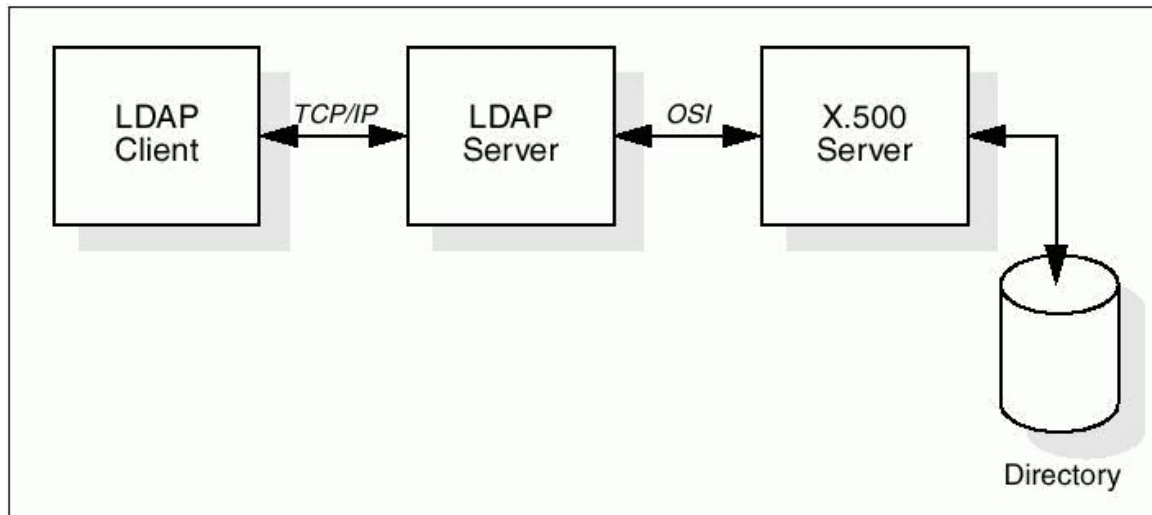 LDAP
Client
TCP/IP
LDAP
Server
OSI
X.500
Server
Directory